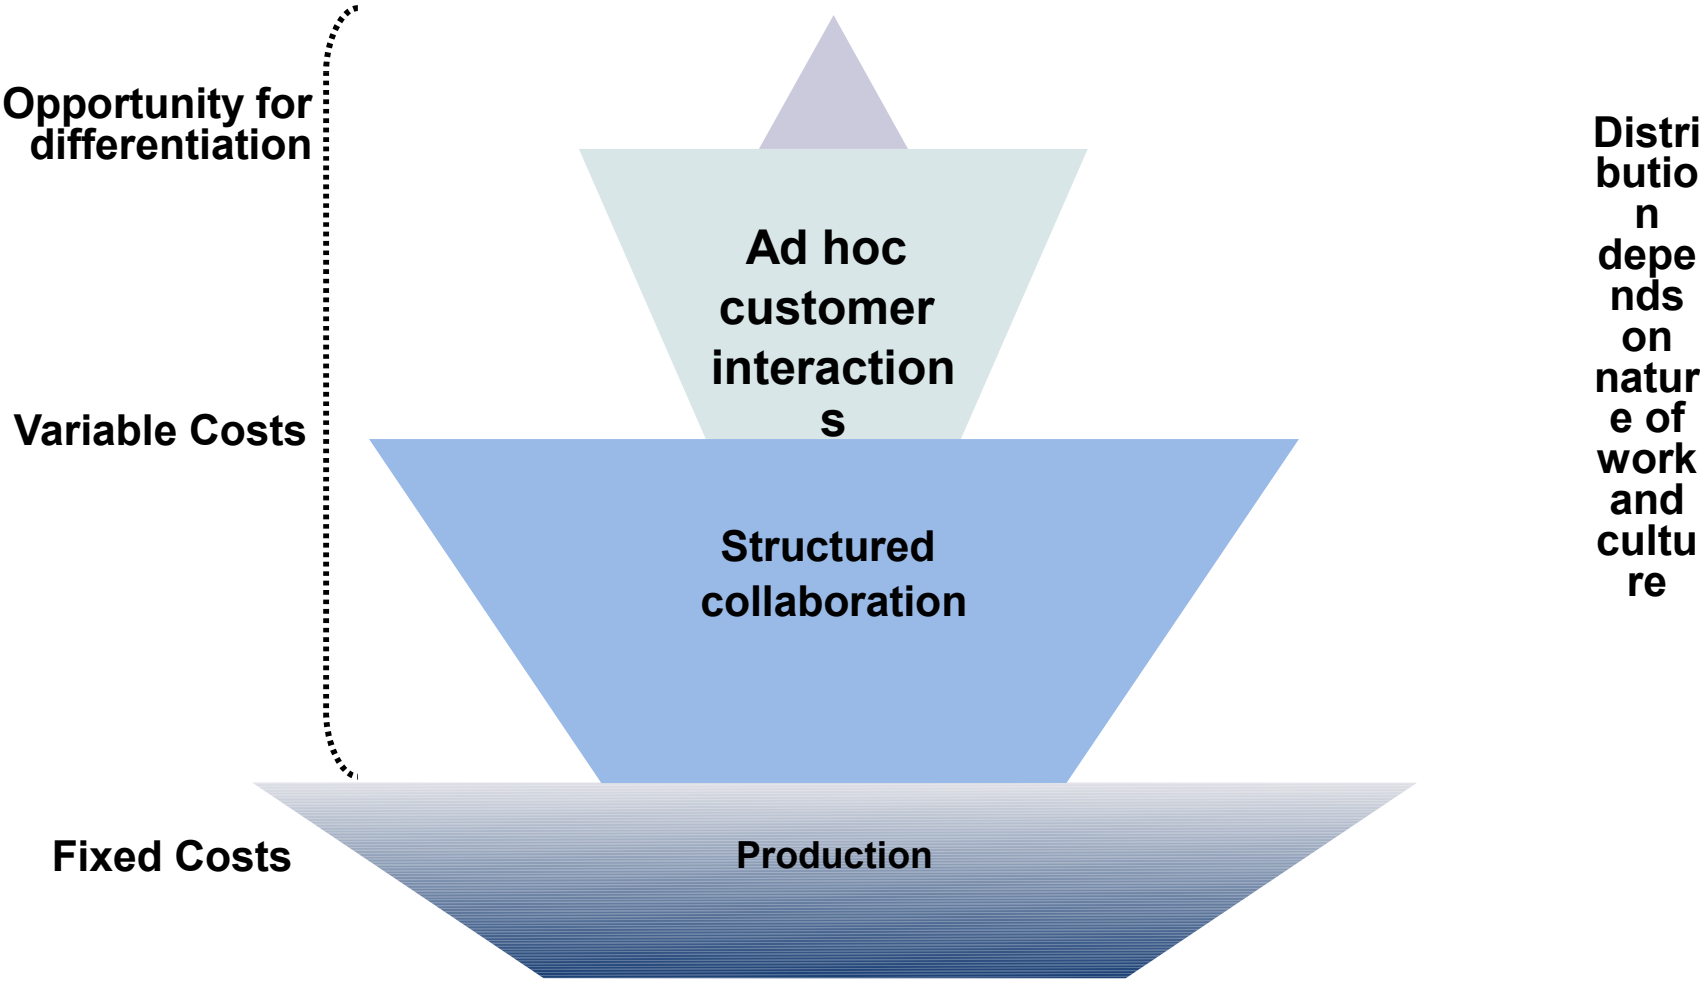 Opportunity for
differentiation
Variable Costs
Fixed Costs
Ad hoc
customer
interaction
s
Structured
collaboration
Production
Distri
butio
n
depe
nds
on
natur
e of
work
and
cultu
re